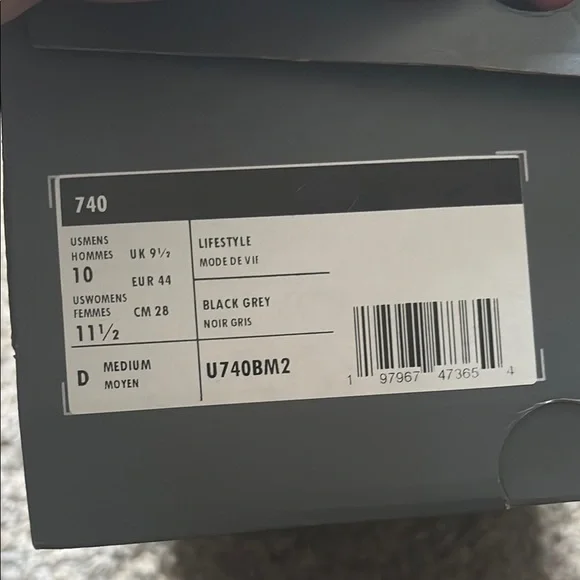 740
USMENS
HOMMES
10
UK 9½
EUR 44
USWOMENS
FEMMES
11½
CM 28
D MEDIUM
MOYEN
LIFESTYLE
MODE DE VIE
BLACK GREY
NOIR GRIS
U740BM2
1 97967 47365 4